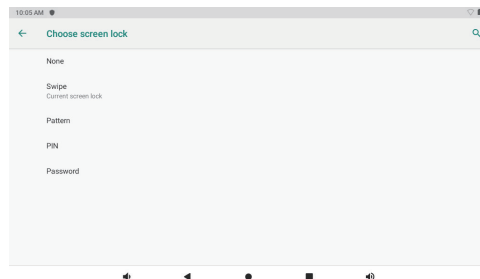 10:05 AM
Choose screen lock
None
Swipe
Current screen lock
Pattern
PIN
Password